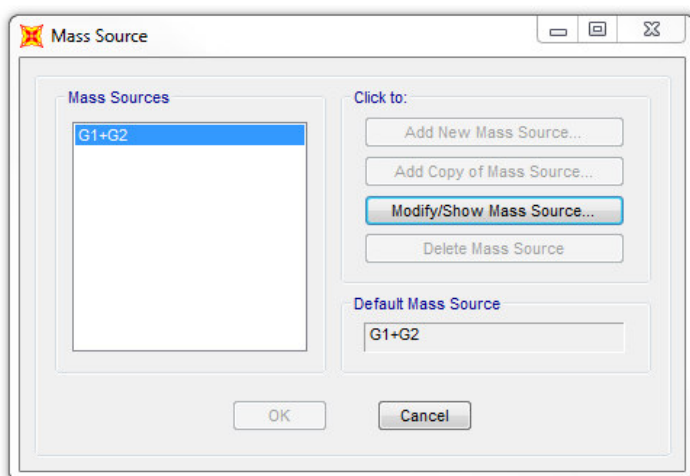 Mass Source
Mass Sources
G1+G2
Click to:
Add New Mass Source...
Add Copy of Mass Source...
Modify/Show Mass Source...
Delete Mass Source
Default Mass Source
G1+G2
OK
Cancel